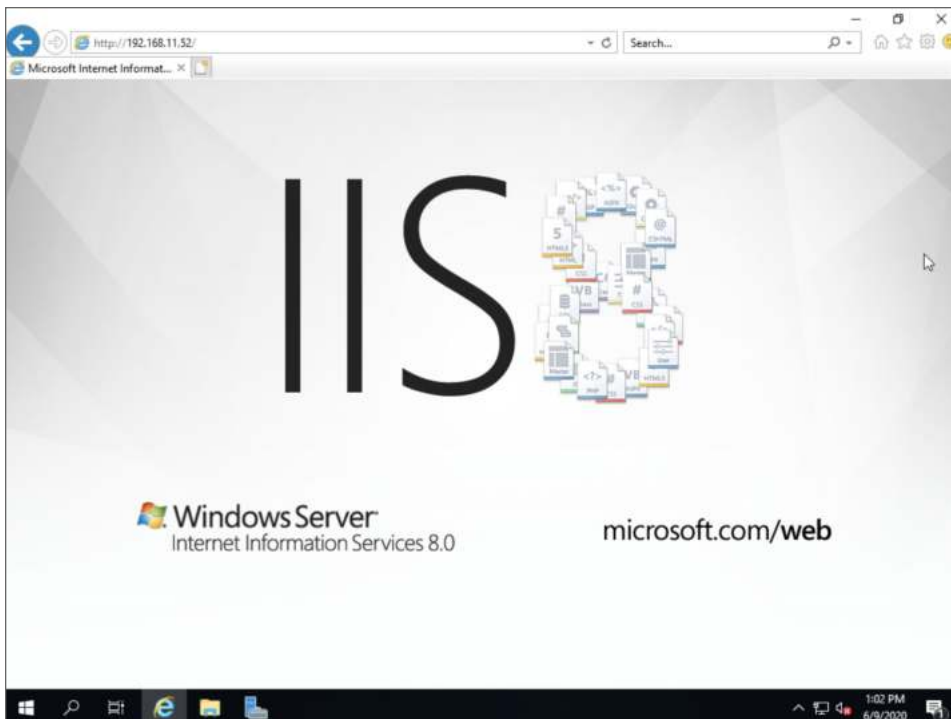 http://192.168.11.52/
Search...
Microsoft Internet Informat...
IIS8
Windows Server
Internet Information Services 8.0
microsoft.com/web
1:02 PM
6/9/2020